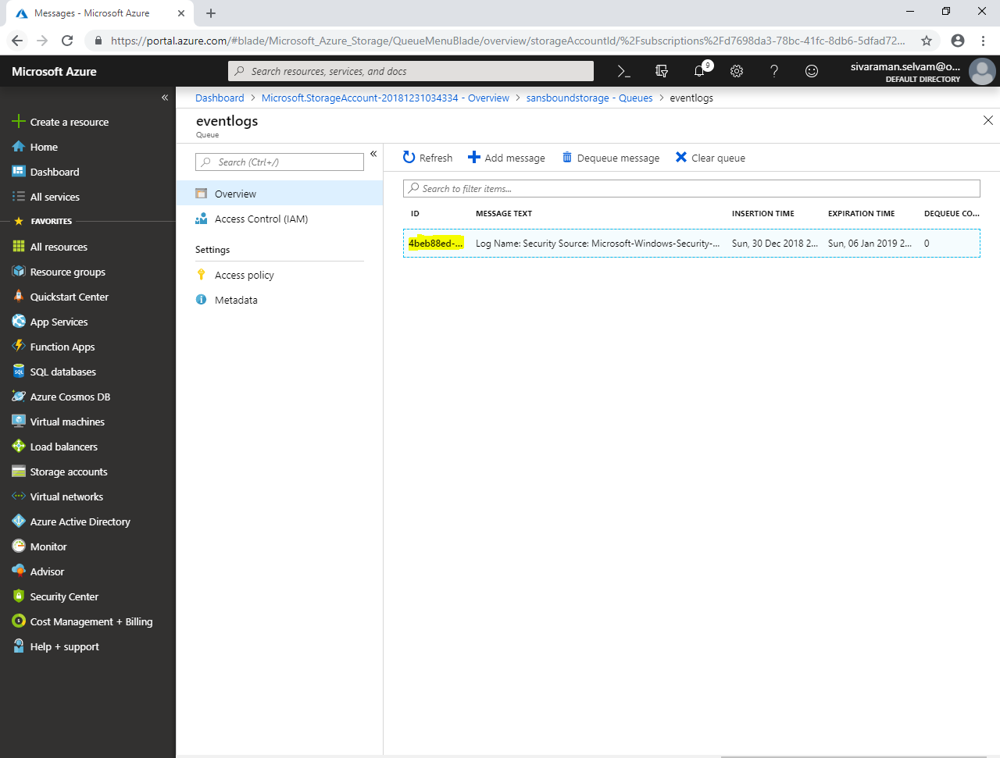 Messages - Microsoft Azure
https://portal.azure.com/#blade/Microsoft_Azure_Storage/QueueMenuBlade/overview/storageAccountId/%2Fsubscriptions%2Fd7698da3-78bc-41fc-8db6-5dfad72...
Microsoft Azure
Search resources, services, and docs
9
sivaraman.selvam@o...
DEFAULT DIRECTORY
Create a resource
Home
Dashboard
All services
FAVORITES
All resources
Resource groups
Quickstart Center
App Services
Function Apps
SQL databases
Azure Cosmos DB
Virtual machines
Load balancers
Storage accounts
Virtual networks
Azure Active Directory
Monitor
Advisor
Security Center
Cost Management + Billing
Help + support
Dashboard > Microsoft.StorageAccount-20181231034334 - Overview > sansboundstorage - Queues > eventlogs
eventlogs
Queue
Search (Ctrl+/)
Overview
Access Control (IAM)
Settings
Access policy
Metadata
Refresh Add message Dequeue message Clear queue
Search to filter items...
ID MESSAGE TEXT INSERTION TIME EXPIRATION TIME DEQUEUE CO...
4beb88ed-... Log Name: Security Source: Microsoft-Windows-Security-... Sun, 30 Dec 2018 2... Sun, 06 Jan 2019 2... 0